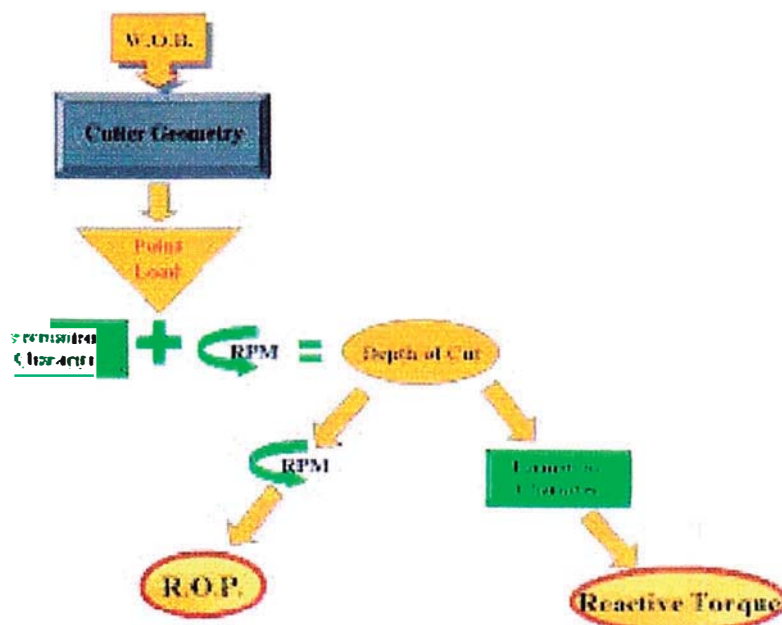 W.O.B.
Cutter Geometry
Point
Load
RPM
Depth of Cut
RPM
R.O.P.
Reactive Torque